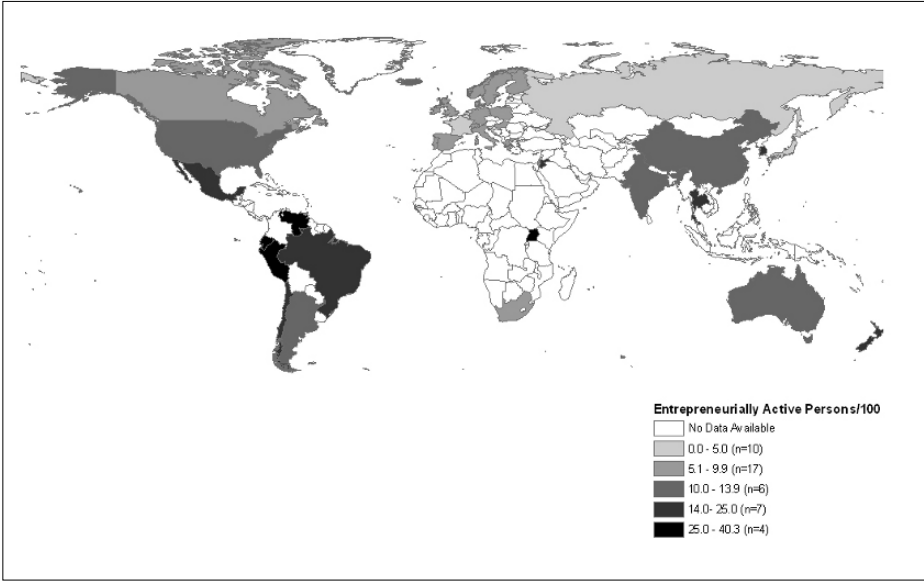 Entrepreneurially Active Persons/100
No Data Available
0.0 - 5.0 (n=10)
5.1 - 9.9 (n=17)
10.0 - 13.9 (n=6)
14.0- 25.0 (n=7)
25.0 - 40.3 (n=4)